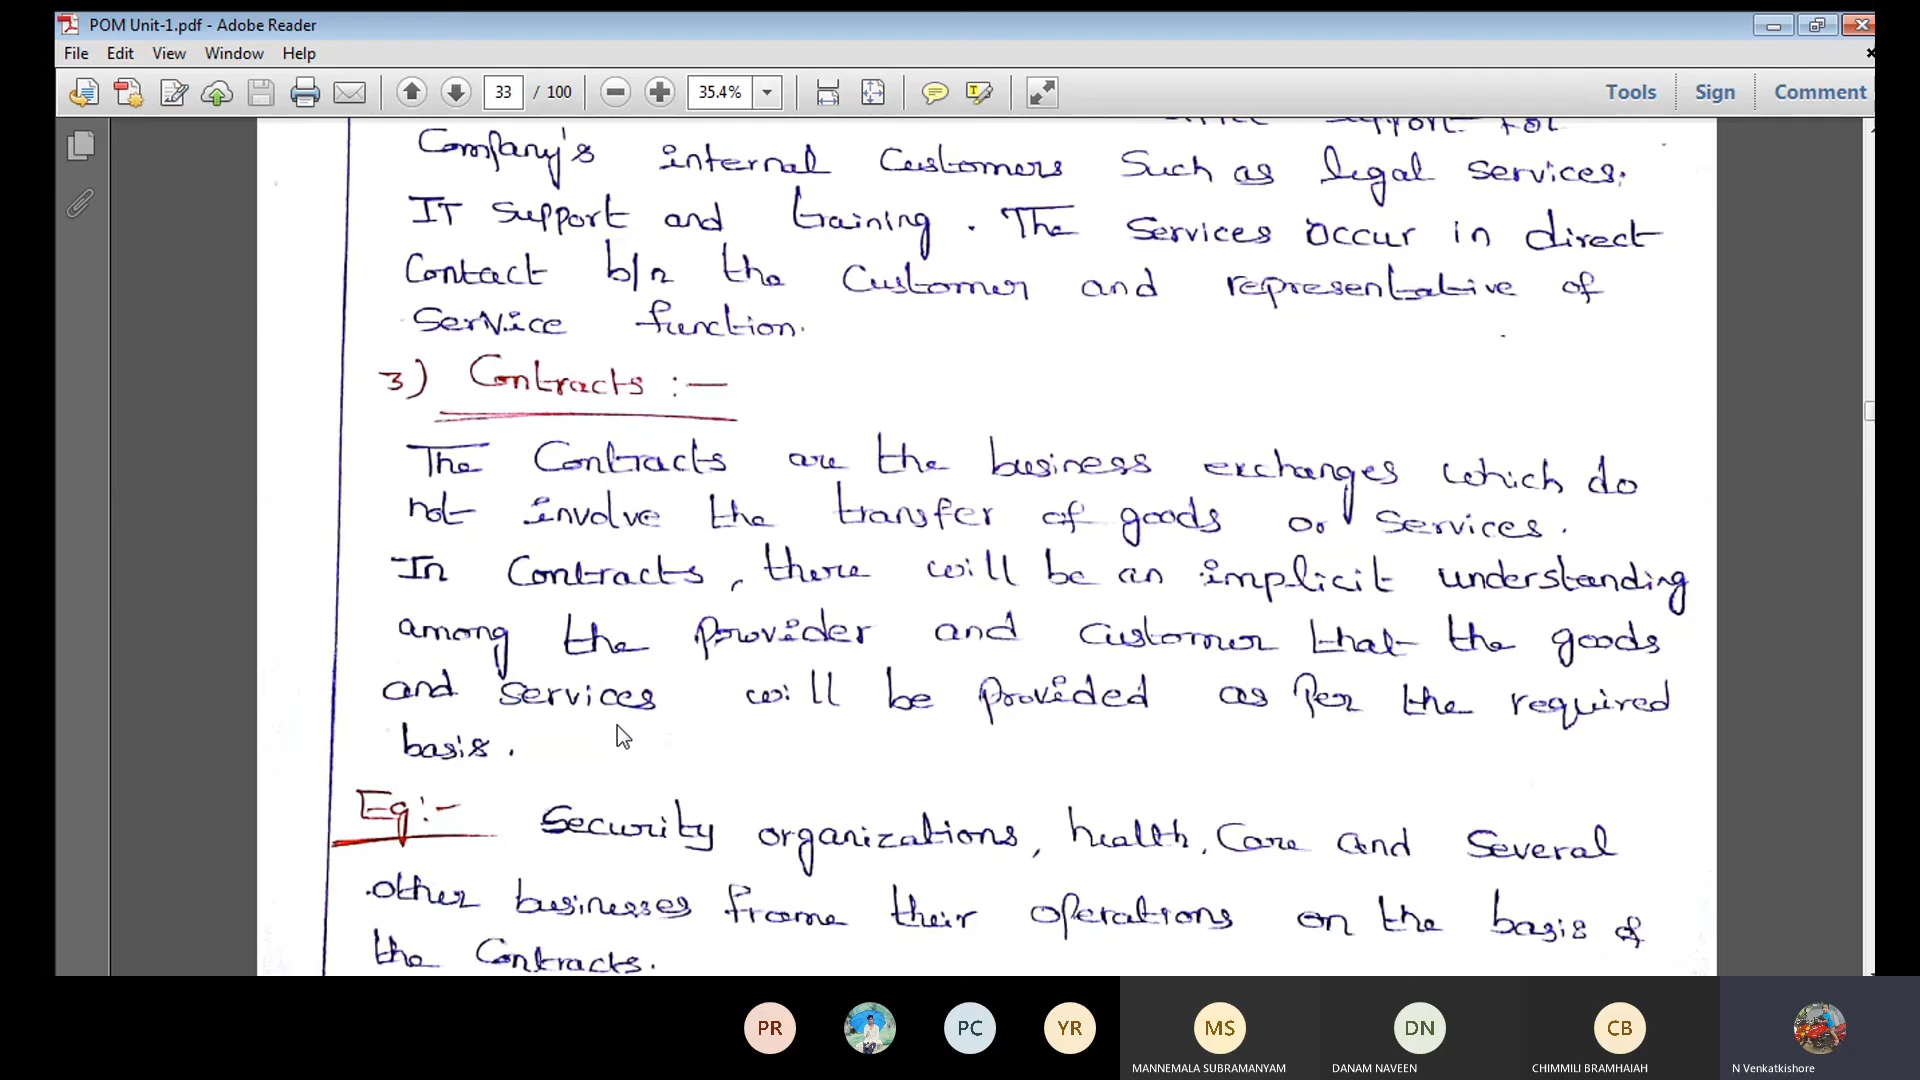 POM Unit-1.pdf - Adobe Reader
File Edit View Window Help
33 / 100 35.4% Tools Sign Comment
support for
Company's internal Customers Such as legal services.
IT support and training. The Services occur in direct
Contact b/n the Customer and representative of
Service function.
3) Contracts :-
The Contracts are the business exchanges which do
not involve the transfer of goods or services.
In Contracts, there will be an implicit understanding
among the provider and customer that the goods
and services will be provided as per the required
basis.
Eg:- Security organizations, health, Care and Several
other businesses frame their operations on the basis of
the Contracts.
PR PC YR MS DN CB
MANNEMALA SUBRAMANYAM DANAM NAVEEN CHIMMILI BRAMHAIAH N Venkatkishore